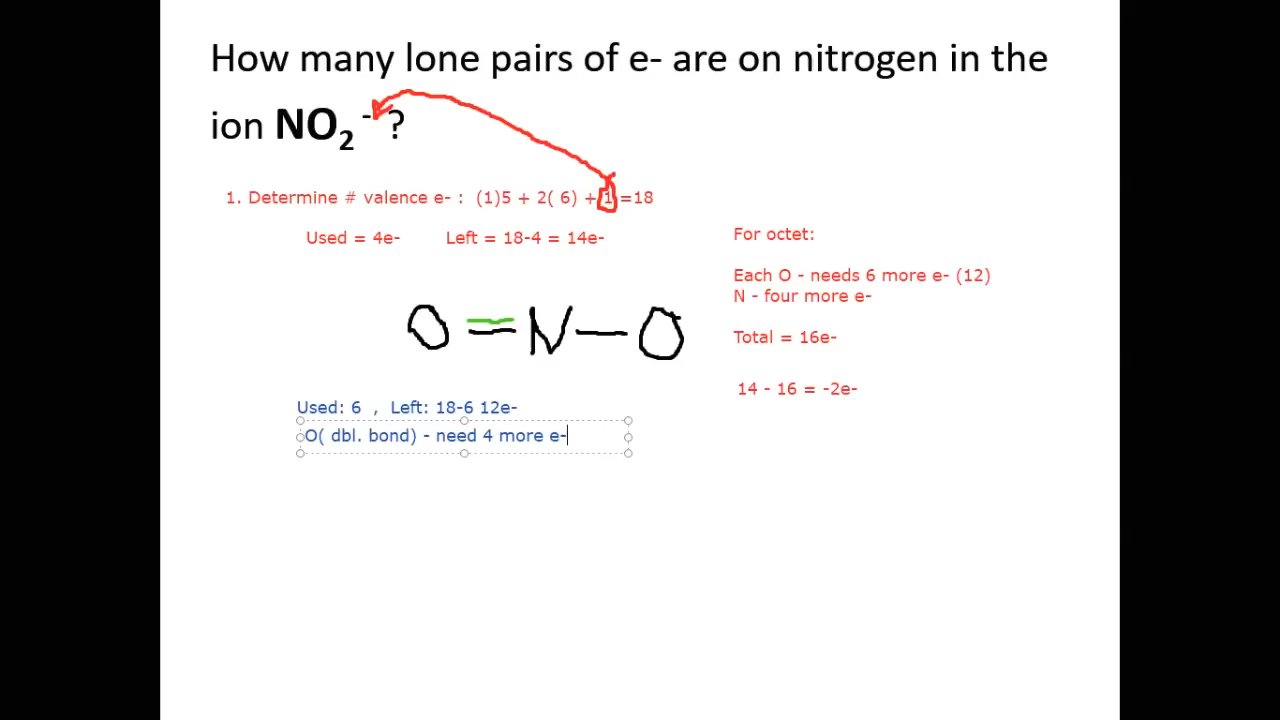 How many lone pairs of e- are on nitrogen in the
ion NO2 - ?
1. Determine # valence e- : (1)5 + 2( 6) + 1 =18
Used = 4e- Left = 18-4 = 14e-
For octet:
Each O - needs 6 more e- (12)
N - four more e-
Total = 16e-
14 - 16 = -2e-
O = N — O
Used: 6 , Left: 18-6 12e-
O( dbl. bond) - need 4 more e-